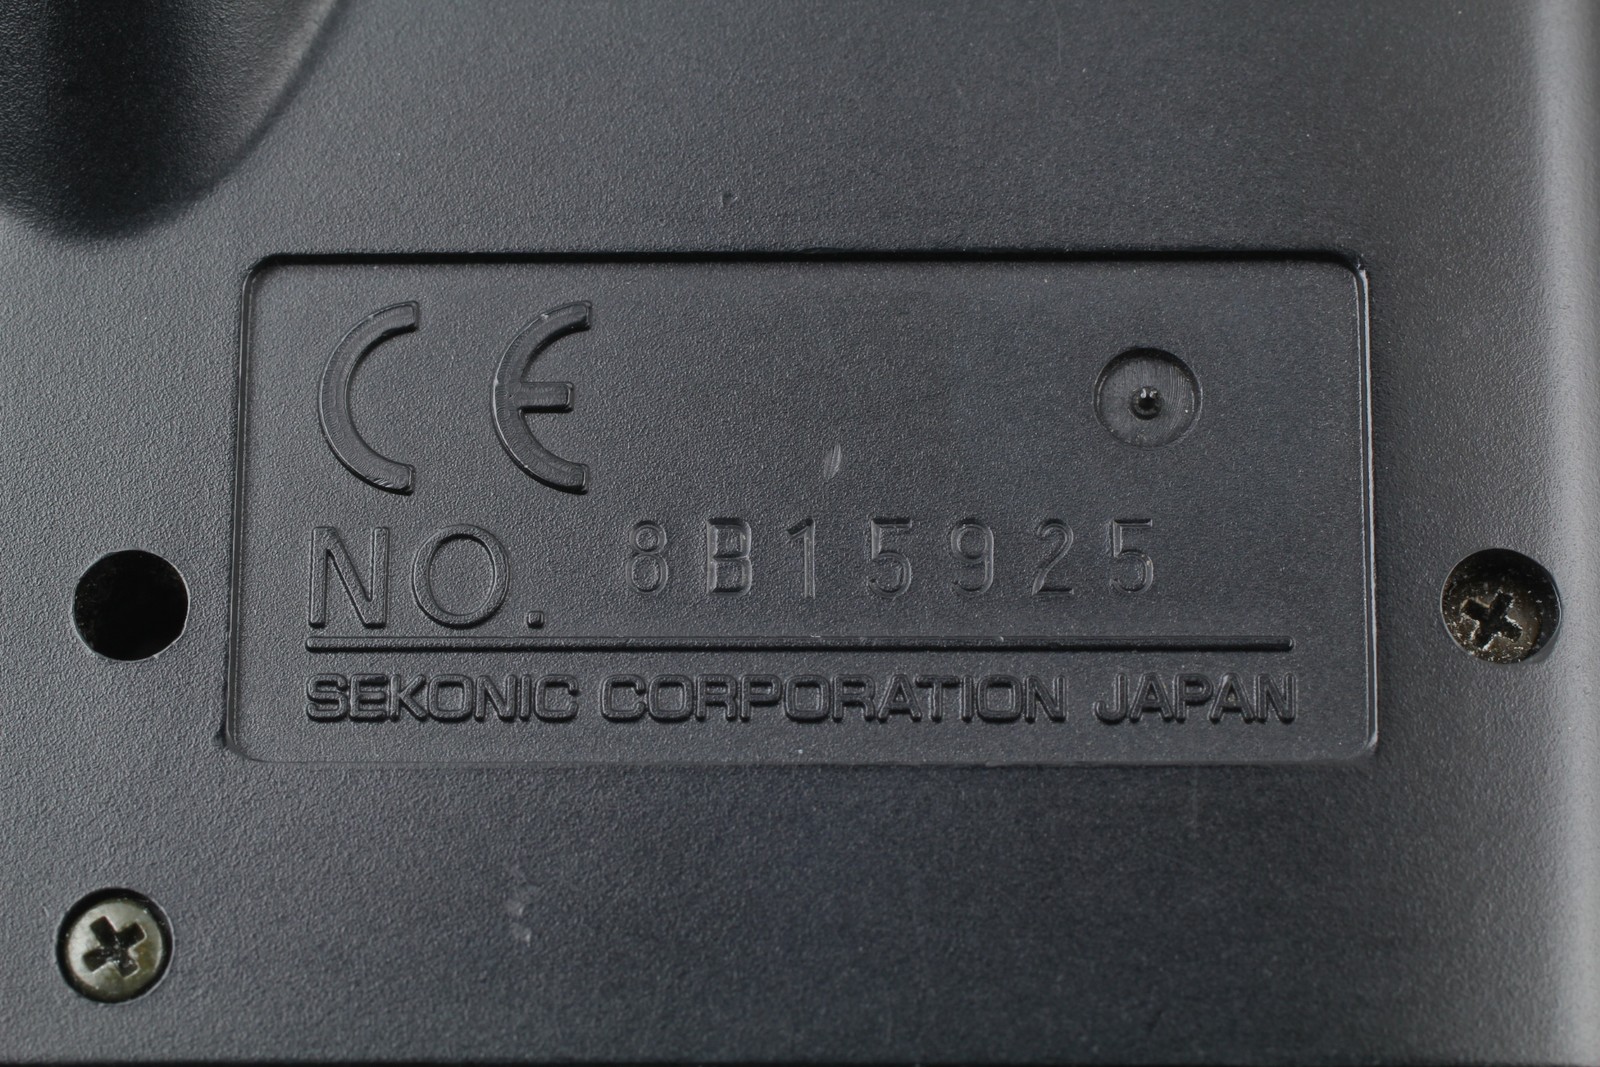 CE
NO. 8B15925
SEKONIC CORPORATION JAPAN